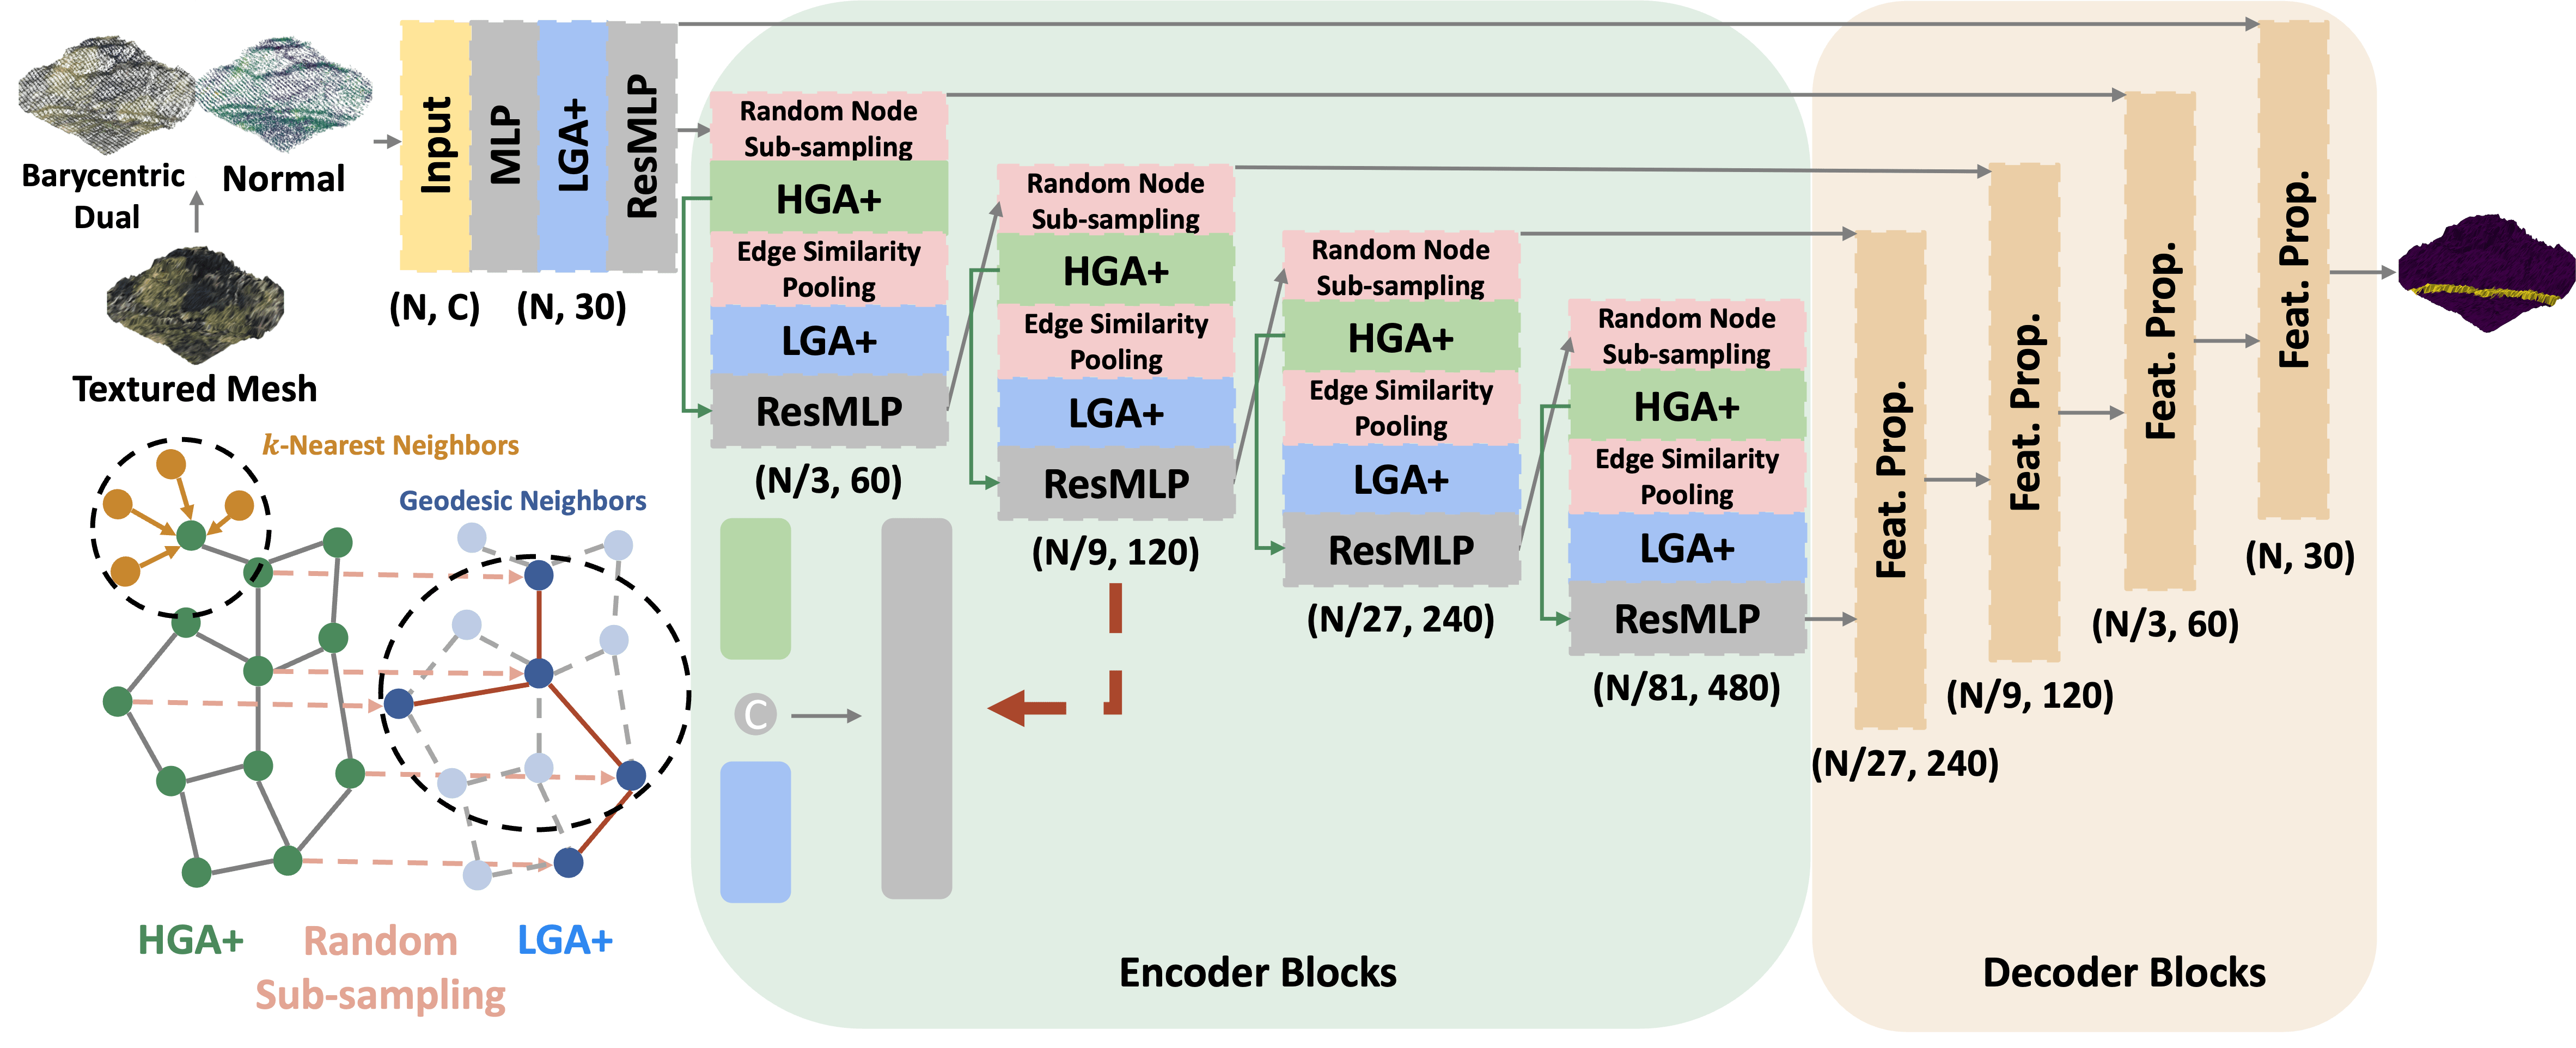 Barycentric
Dual
Normal
Textured Mesh
Input
MLP
LGA+
ResMLP
(N, C)
(N, 30)
Random Node
Sub-sampling
HGA+
Edge Similarity
Pooling
LGA+
ResMLP
(N/3, 60)
Random Node
Sub-sampling
HGA+
Edge Similarity
Pooling
LGA+
ResMLP
(N/9, 120)
Random Node
Sub-sampling
HGA+
Edge Similarity
Pooling
LGA+
ResMLP
(N/27, 240)
Random Node
Sub-sampling
HGA+
Edge Similarity
Pooling
LGA+
ResMLP
(N/81, 480)
Feat. Prop.
(N/27, 240)
Feat. Prop.
(N/9, 120)
Feat. Prop.
(N/3, 60)
Feat. Prop.
(N, 30)
k-Nearest Neighbors
Geodesic Neighbors
C
HGA+
Random
Sub-sampling
LGA+
Encoder Blocks
Decoder Blocks